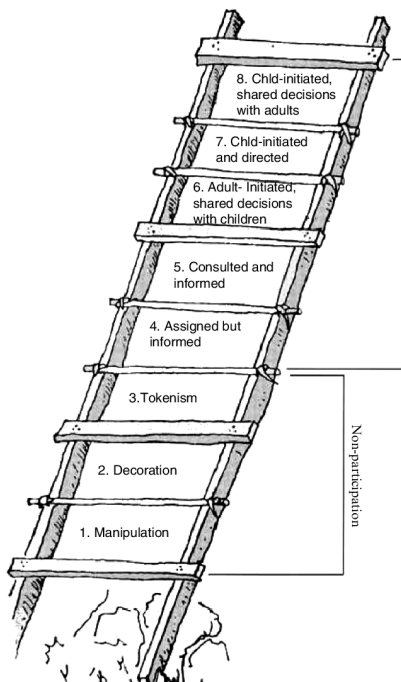 8. Chld-initiated,
shared decisions
with adults
7. Chld-initiated
and directed
6. Adult- Initiated,
shared decisions
with children
5. Consulted and
informed
4. Assigned but
informed
3.Tokenism
2. Decoration
1. Manipulation
Non-participation